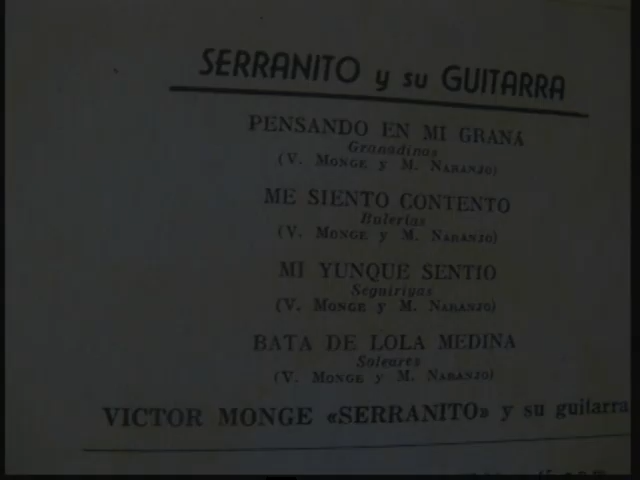 SERRANITO y su GUITARRA
PENSANDO EN MI GRANÁ
Granadinas
(V. MONGE Y M. NARANJO)
ME SIENTO CONTENTO
Bulerías
(V. MONGE Y M. NARANJO)
MI YUNQUE SENTIO
Seguiriyas
(V. MONGE Y M. NARANJO)
BATA DE LOLA MEDINA
Soleares
(V. MONGE Y M. NARANJO)
VICTOR MONGE «SERRANITO» y su guitarra